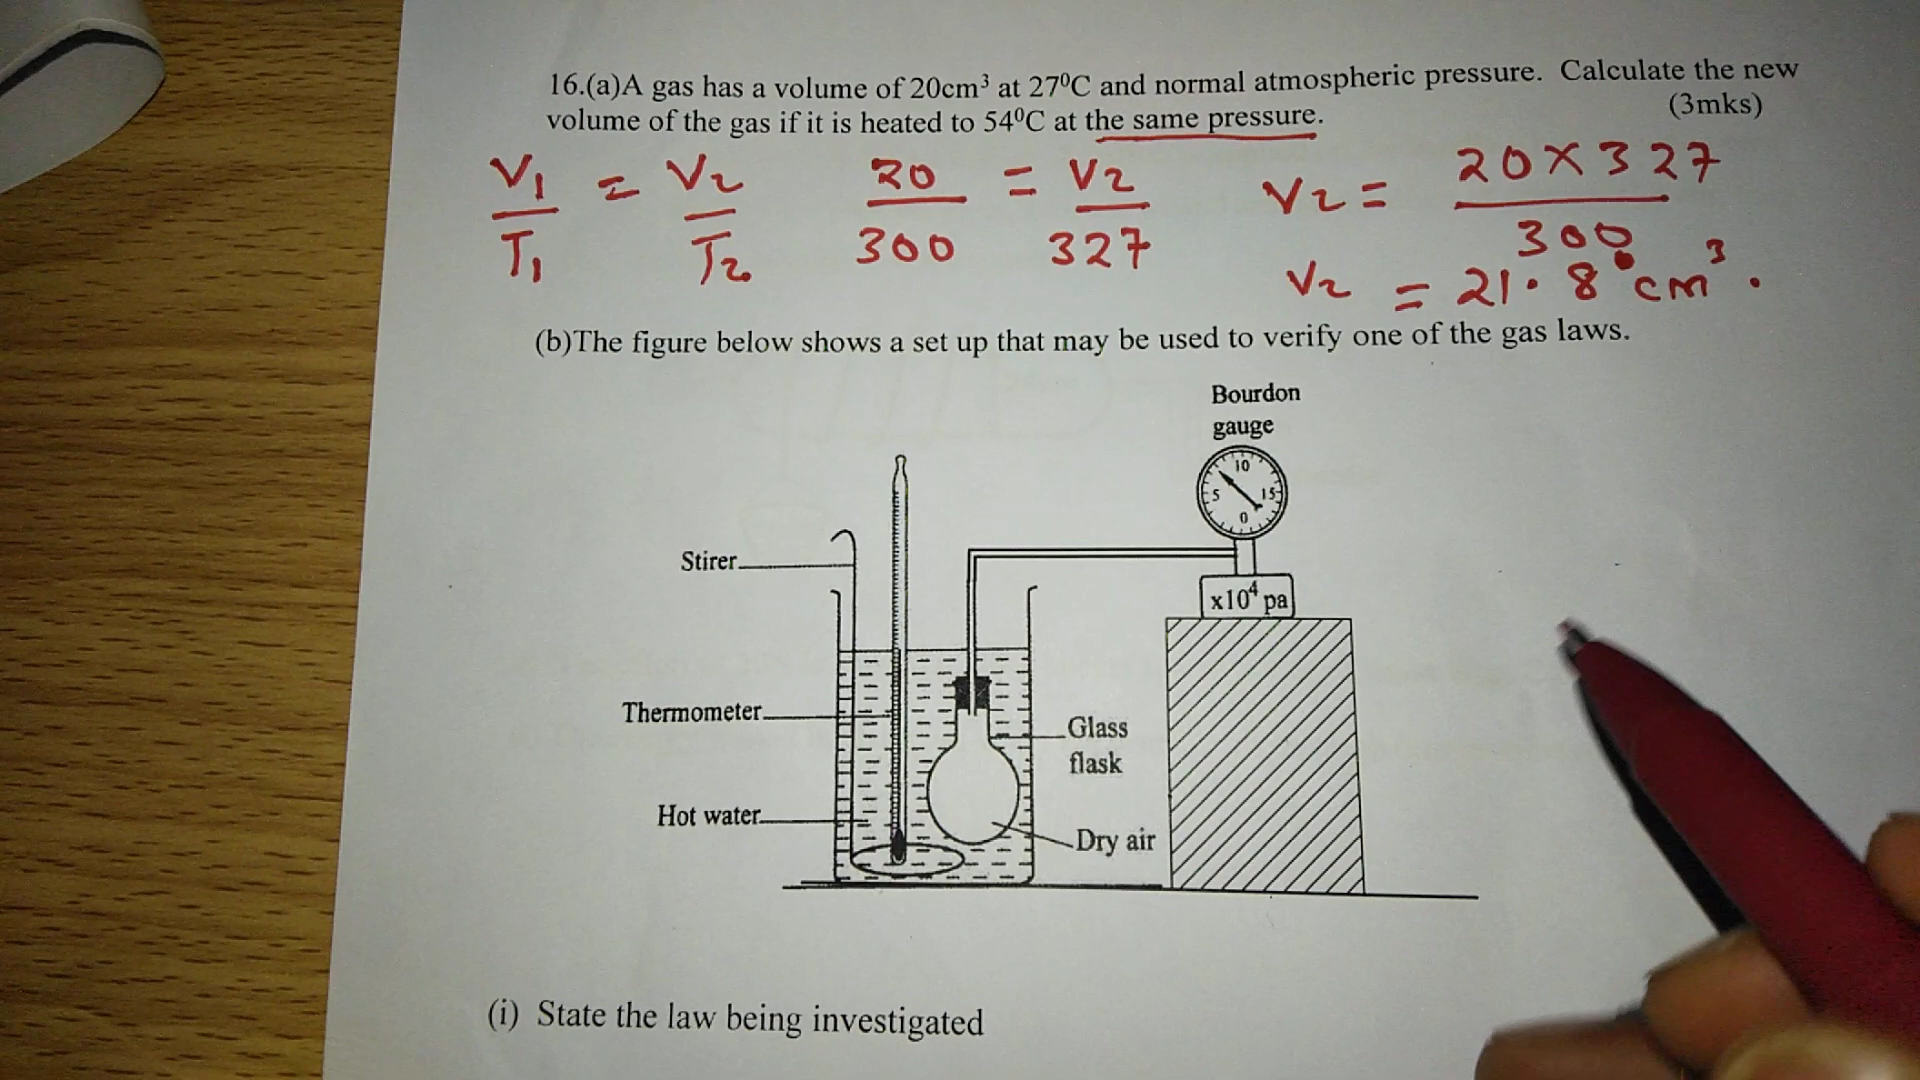 16.(a)A gas has a volume of 20cm³ at 27⁰C and normal atmospheric pressure. Calculate the new
volume of the gas if it is heated to 54⁰C at the same pressure. (3mks)
V₁/T₁ = V₂/T₂ 20/300 = V₂/327 V₂ = 20×327/300
V₂ = 21.8 cm³.
(b)The figure below shows a set up that may be used to verify one of the gas laws.
Bourdon
gauge
10
5 15
0
Stirer
x10⁴ pa
Thermometer
Glass
flask
Hot water
Dry air
(i) State the law being investigated